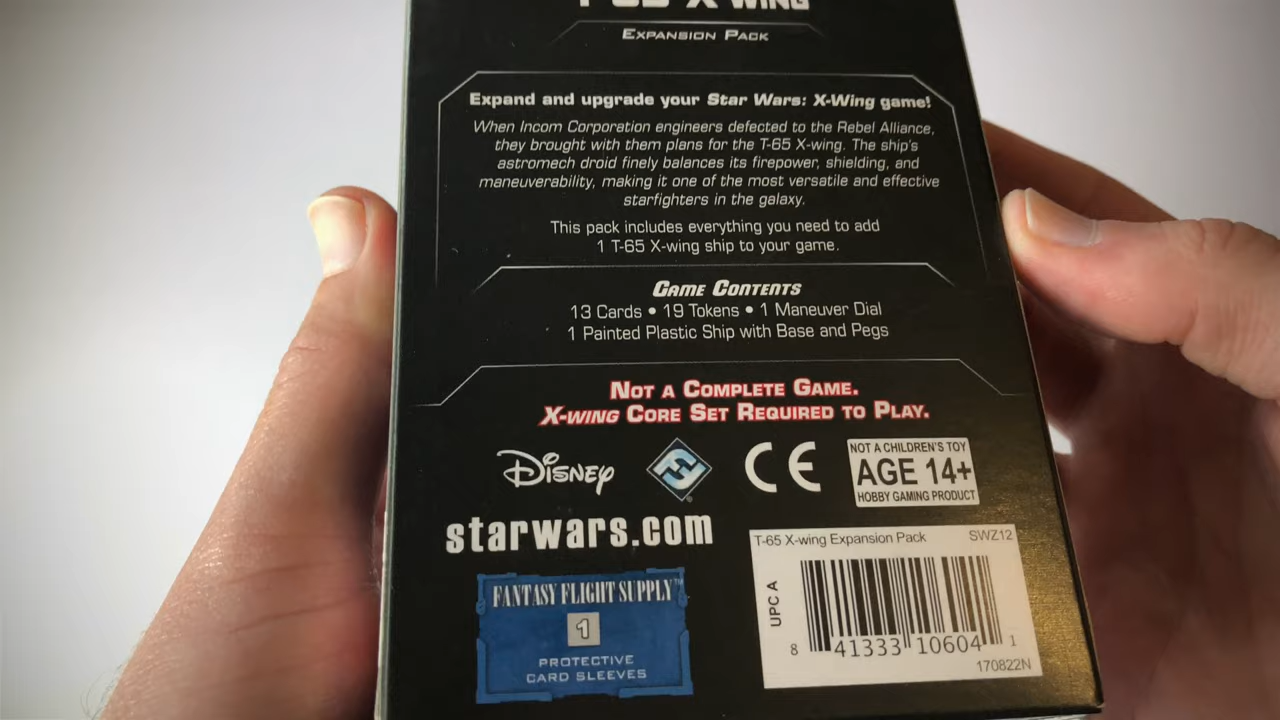 T-65 X-WING
EXPANSION PACK
Expand and upgrade your Star Wars: X-Wing game!
When Incom Corporation engineers defected to the Rebel Alliance,
they brought with them plans for the T-65 X-wing. The ship's
astromech droid finely balances its firepower, shielding, and
maneuverability, making it one of the most versatile and effective
starfighters in the galaxy.
This pack includes everything you need to add
1 T-65 X-wing ship to your game.
GAME CONTENTS
13 Cards • 19 Tokens • 1 Maneuver Dial
1 Painted Plastic Ship with Base and Pegs
NOT A COMPLETE GAME.
X-WING CORE SET REQUIRED TO PLAY.
DISNEY
CE
NOT A CHILDREN'S TOY
AGE 14+
HOBBY GAMING PRODUCT
starwars.com
FANTASY FLIGHT SUPPLY™
1
PROTECTIVE
CARD SLEEVES
T-65 X-wing Expansion Pack SWZ12
UPC A
8 41333 10604 1
170822N